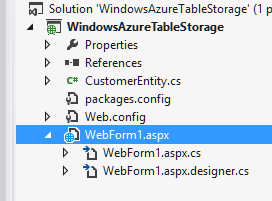 Solution 'WindowsAzureTableStorage' (1 p
WindowsAzureTableStorage
Properties
References
C# CustomerEntity.cs
packages.config
Web.config
WebForm1.aspx
WebForm1.aspx.cs
WebForm1.aspx.designer.cs